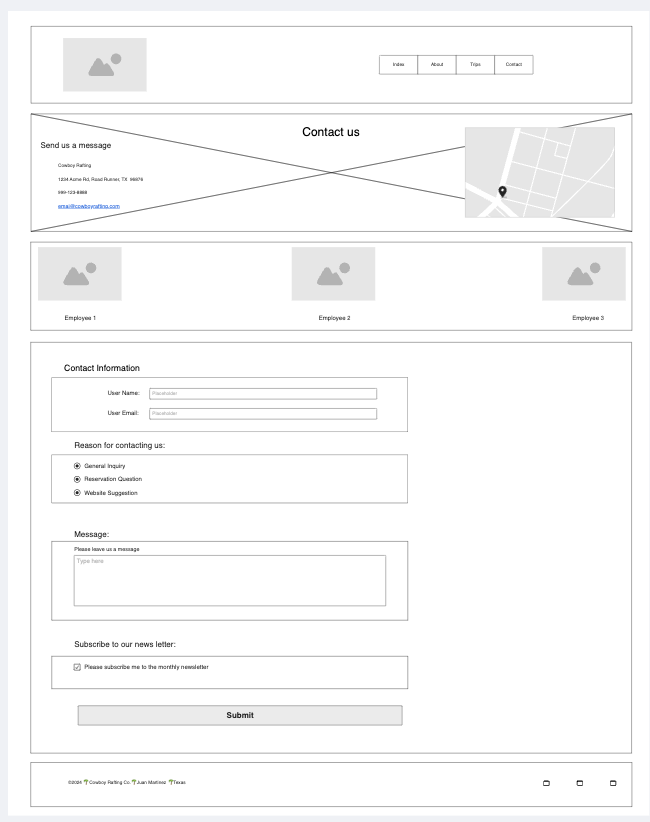 Index About Trips Contact
Contact us
Send us a message
Cowboy Rafting
1234 Acme Rd, Road Runner, TX 96876
999-123-8888
email@cowboyrafting.com
Employee 1 Employee 2 Employee 3
Contact Information
User Name: Placeholder
User Email: Placeholder
Reason for contacting us:
General Inquiry
Reservation Question
Website Suggestion
Message:
Please leave us a message
Type here
Subscribe to our news letter:
Please subscribe me to the monthly newsletter
Submit
©2024 🌴Cowboy Rafting Co 🌴Juan Martinez 🌴Texas